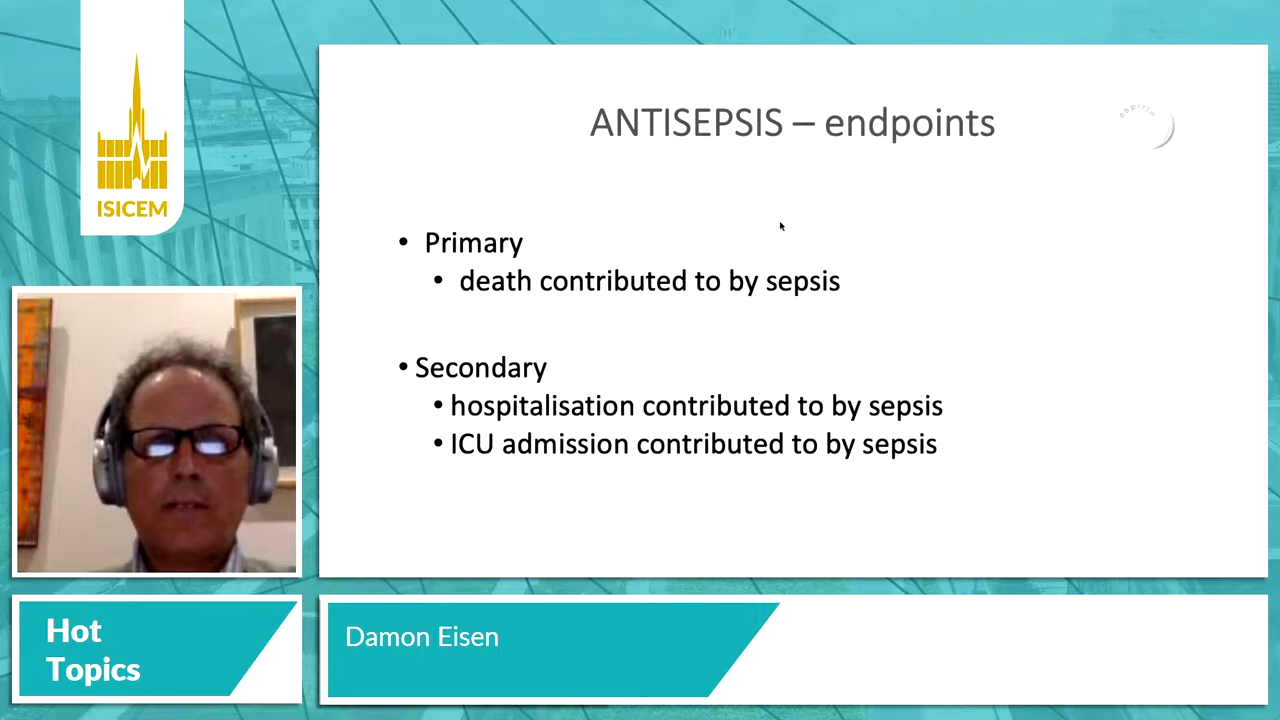 ISICEM
ANTISEPSIS – endpoints
aspirin
• Primary
• death contributed to by sepsis
• Secondary
• hospitalisation contributed to by sepsis
• ICU admission contributed to by sepsis
Hot
Topics
Damon Eisen